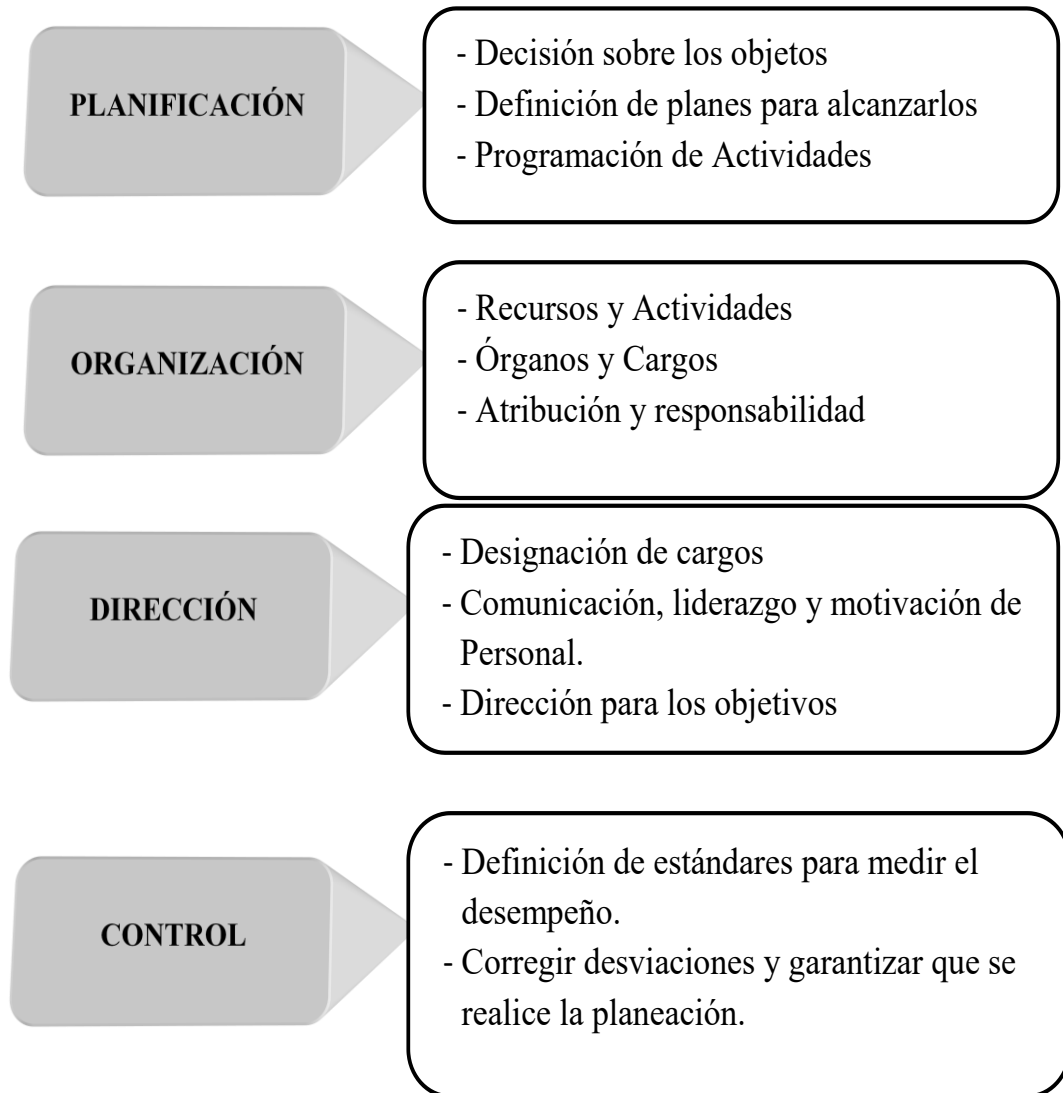 PLANIFICACIÓN
- Decisión sobre los objetos
- Definición de planes para alcanzarlos
- Programación de Actividades
ORGANIZACIÓN
- Recursos y Actividades
- Órganos y Cargos
- Atribución y responsabilidad
DIRECCIÓN
- Designación de cargos
- Comunicación, liderazgo y motivación de
Personal.
- Dirección para los objetivos
CONTROL
- Definición de estándares para medir el
desempeño.
- Corregir desviaciones y garantizar que se
realice la planeación.